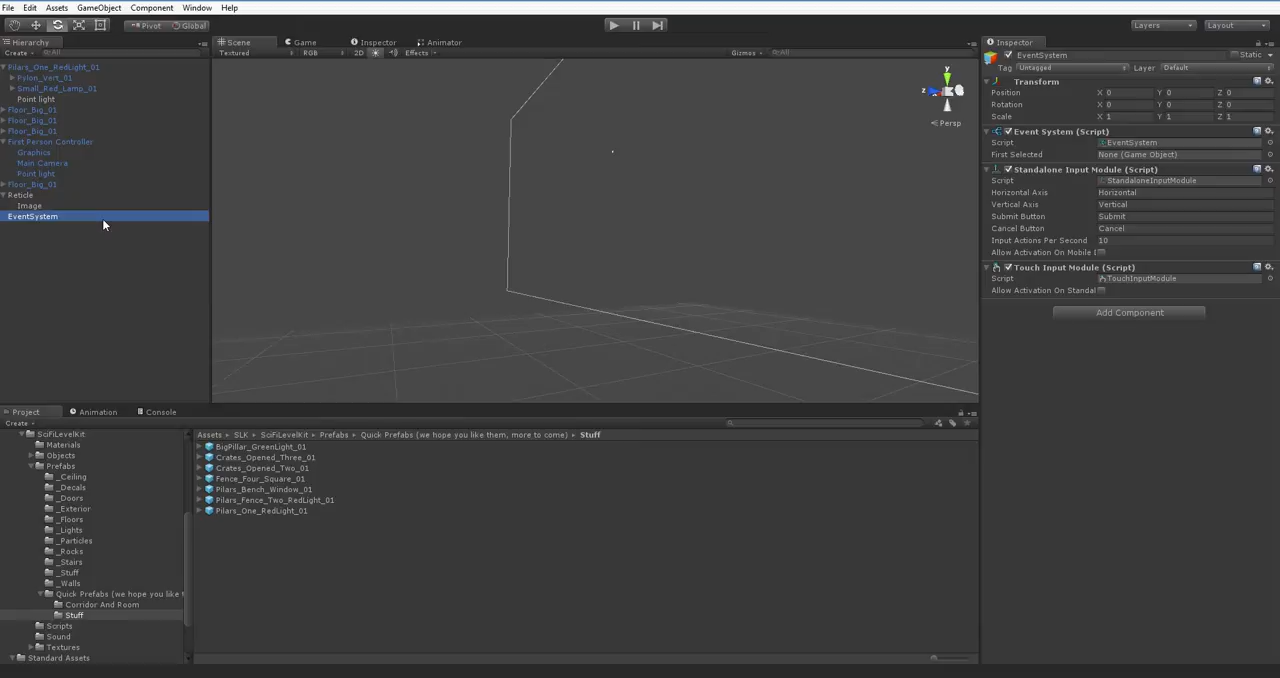 File Edit Assets GameObject Component Window Help
Pivot Global Layers Layout
Hierarchy Scene Game Inspector Animator Inspector
Create All Textured RGB 2D Effects Gizmos All
EventSystem Static
Tag Untagged Layer Default
Pilars_One_RedLight_01
Pylon_Vert_01
Small_Red_Lamp_01
Point light
Floor_Big_01
Floor_Big_01
Floor_Big_01
First Person Controller
Graphics
Main Camera
Point light
Floor_Big_01
Reticle
Image
EventSystem
y
z
Persp
Transform
Position X 0 Y 0 Z 0
Rotation X 0 Y 0 Z 0
Scale X 1 Y 1 Z 1
Event System (Script)
Script EventSystem
First Selected None (Game Object)
Standalone Input Module (Script)
Script StandaloneInputModule
Horizontal Axis Horizontal
Vertical Axis Vertical
Submit Button Submit
Cancel Button Cancel
Input Actions Per Second 10
Allow Activation On Mobile
Touch Input Module (Script)
Script TouchInputModule
Allow Activation On Standal
Add Component
Project Animation Console
Create
SciFiLevelKit
Materials
Objects
Prefabs
_Ceiling
_Decals
_Doors
_Exterior
_Floors
_Lights
_Particles
_Rocks
_Stairs
_Stuff
_Walls
Quick Prefabs (we hope you like t
Corridor And Room
Stuff
Scripts
Sound
Textures
Standard Assets
Assets ▸ SLK ▸ SciFiLevelKit ▸ Prefabs ▸ Quick Prefabs (we hope you like them, more to come) ▸ Stuff
BigPillar_GreenLight_01
Crates_Opened_Three_01
Crates_Opened_Two_01
Fence_Four_Square_01
Pilars_Bench_Window_01
Pilars_Fence_Two_RedLight_01
Pilars_One_RedLight_01